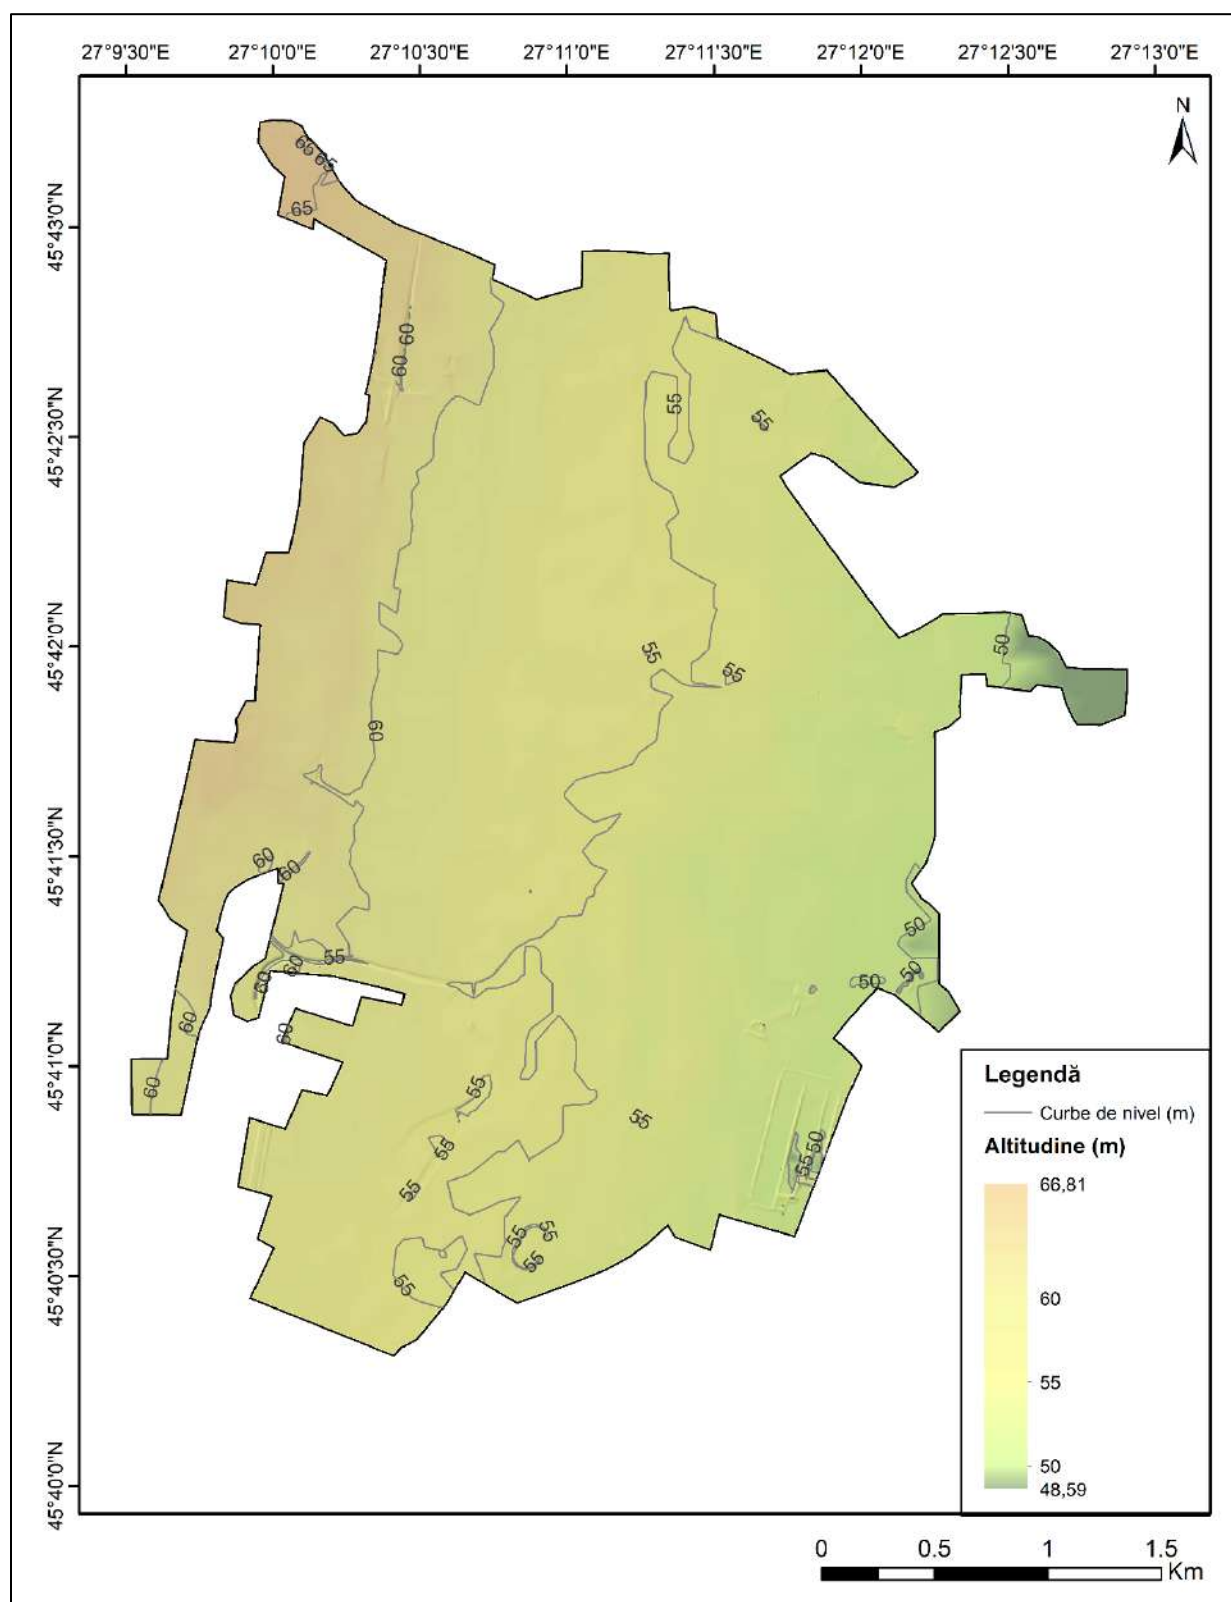 27°9'30"E 27°10'0"E 27°10'30"E 27°11'0"E 27°11'30"E 27°12'0"E 27°12'30"E 27°13'0"E
N
65
65
65
45°43'0"N
60
60
55
55
45°42'30"N
45°42'0"N
50
55
55
60
45°41'30"N
60
60
50
55
60
50
50
60
60
60
45°41'0"N
60
55
55
50
55
55
55
55
55
55
55
45°40'30"N
45°40'0"N
Legendă
Curbe de nivel (m)
Altitudine (m)
66,81
60
55
50
48,59
0 0.5 1 1.5
Km